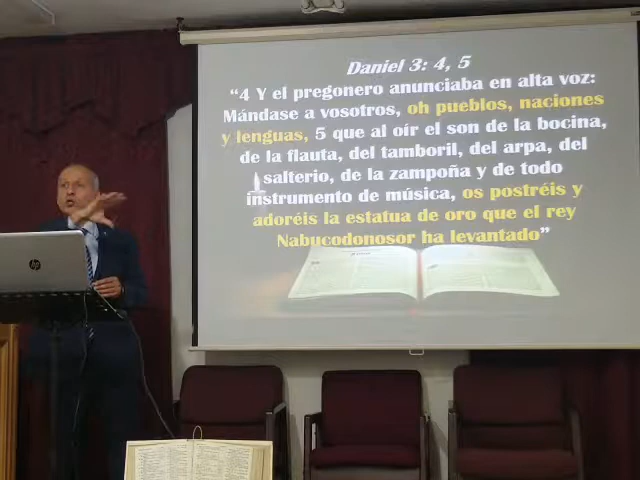 Daniel 3: 4, 5
“4 Y el pregonero anunciaba en alta voz:
Mándase a vosotros, oh pueblos, naciones
y lenguas, 5 que al oír el son de la bocina,
de la flauta, del tamboril, del arpa, del
salterio, de la zampoña y de todo
instrumento de música, os postréis y
adoréis la estatua de oro que el rey
Nabucodonosor ha levantado”
hp